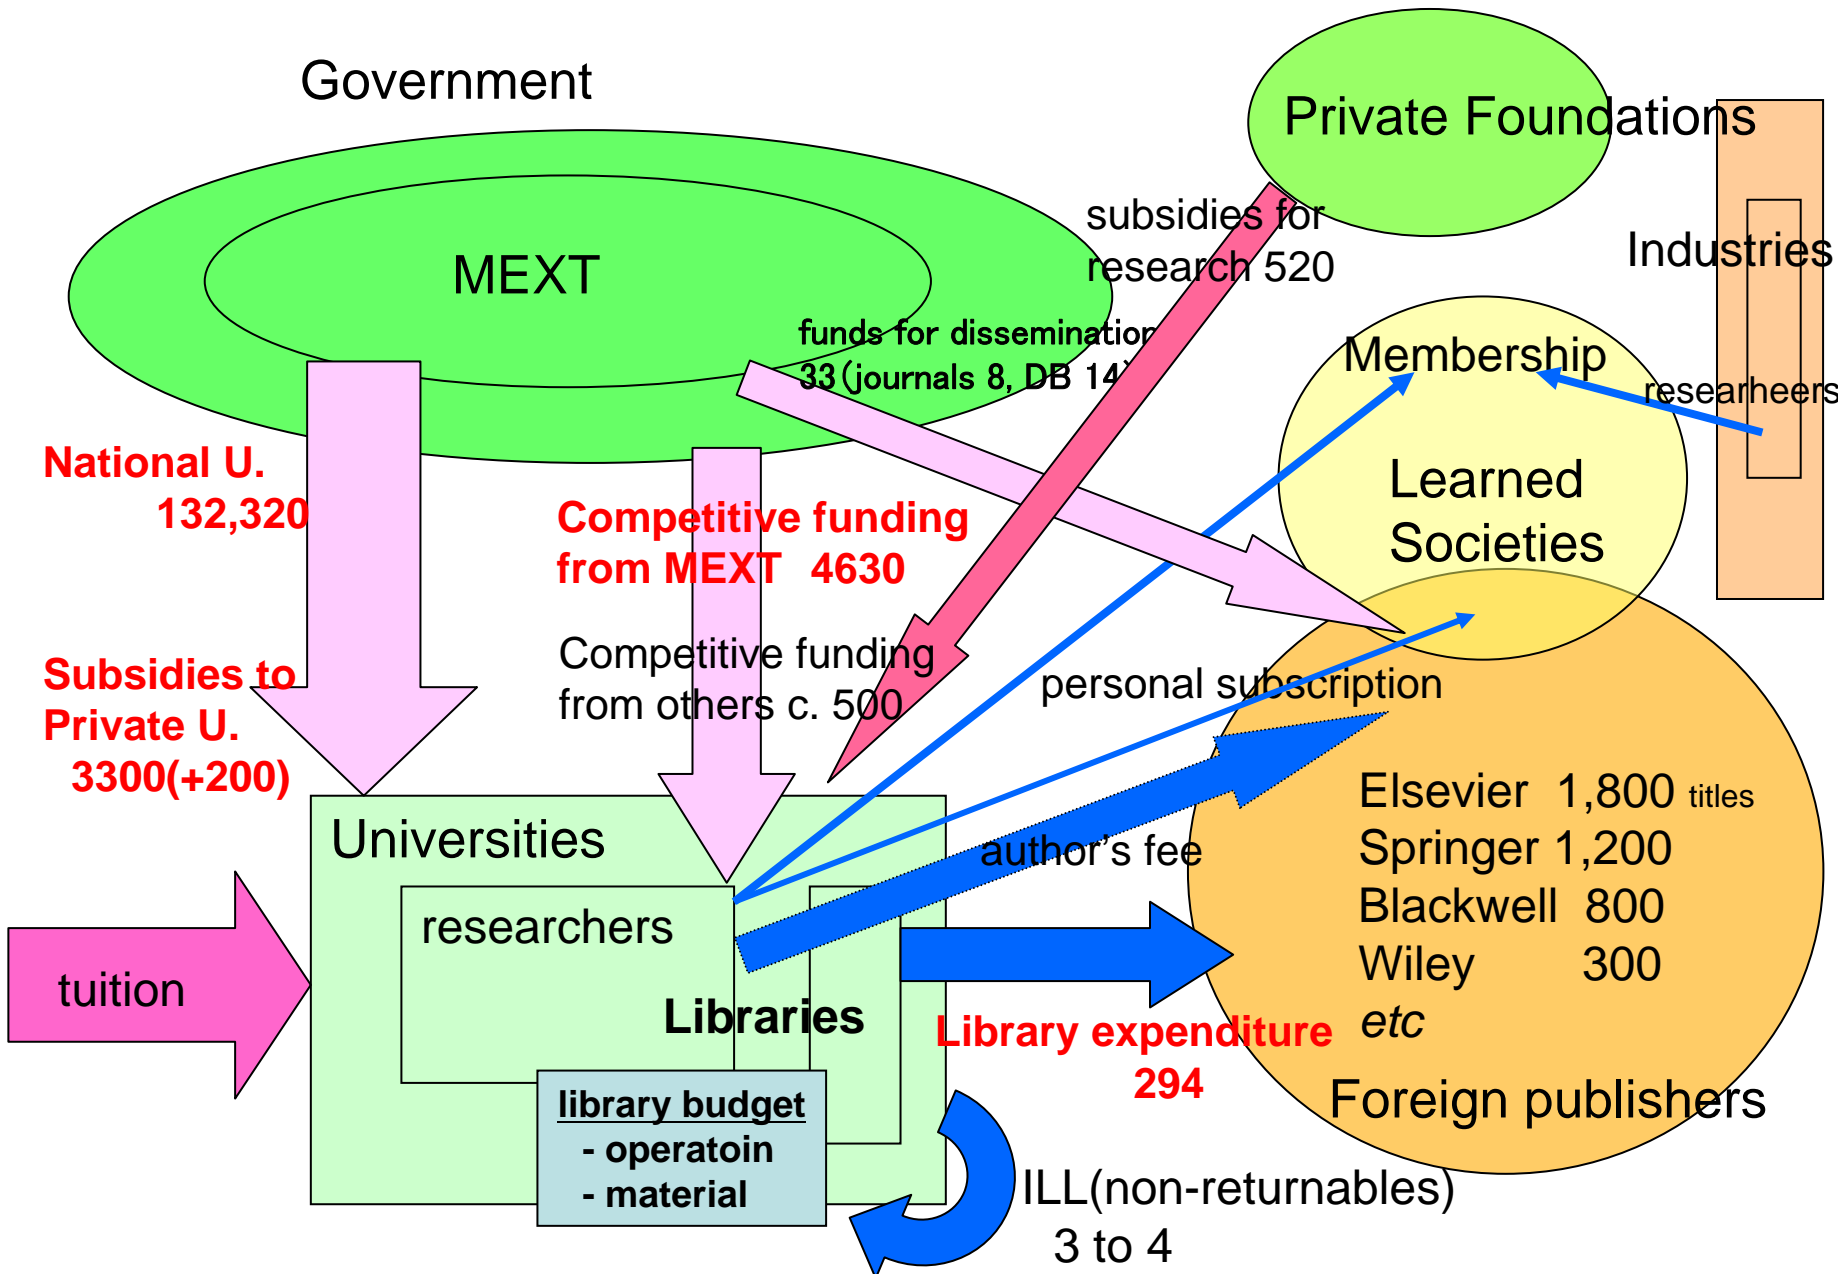 Government
Private Foundations
MEXT
subsidies for
research 520
Industries
funds for dissemination
33(journals 8, DB 14)
Membership
researheers
National U.
132,320
Learned
Societies
Competitive funding
from MEXT 4630
Competitive funding
from others c. 500
Subsidies to
Private U.
3300(+200)
personal subscription
Elsevier 1,800 titles
Springer 1,200
Blackwell 800
Wiley 300
etc
Foreign publishers
Universities
author's fee
researchers
tuition
Libraries
Library expenditure
294
library budget
- operatoin
- material
ILL(non-returnables)
3 to 4